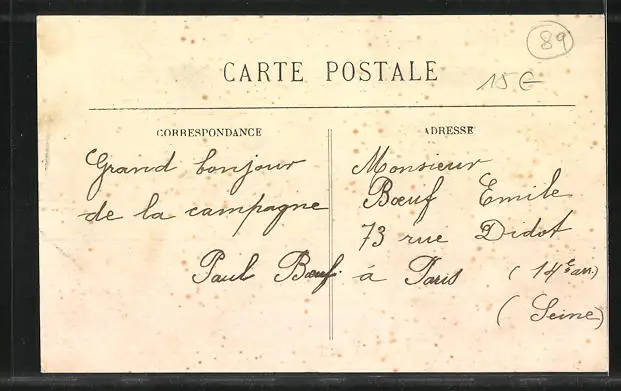 89
CARTE POSTALE
15€
CORRESPONDANCE
Grand bonjour
de la campagne
Paul Bœuf.
ADRESSE
Monsieur
Bœuf Emile
73 rue Didot
à Paris (14e arr)
(Seine)